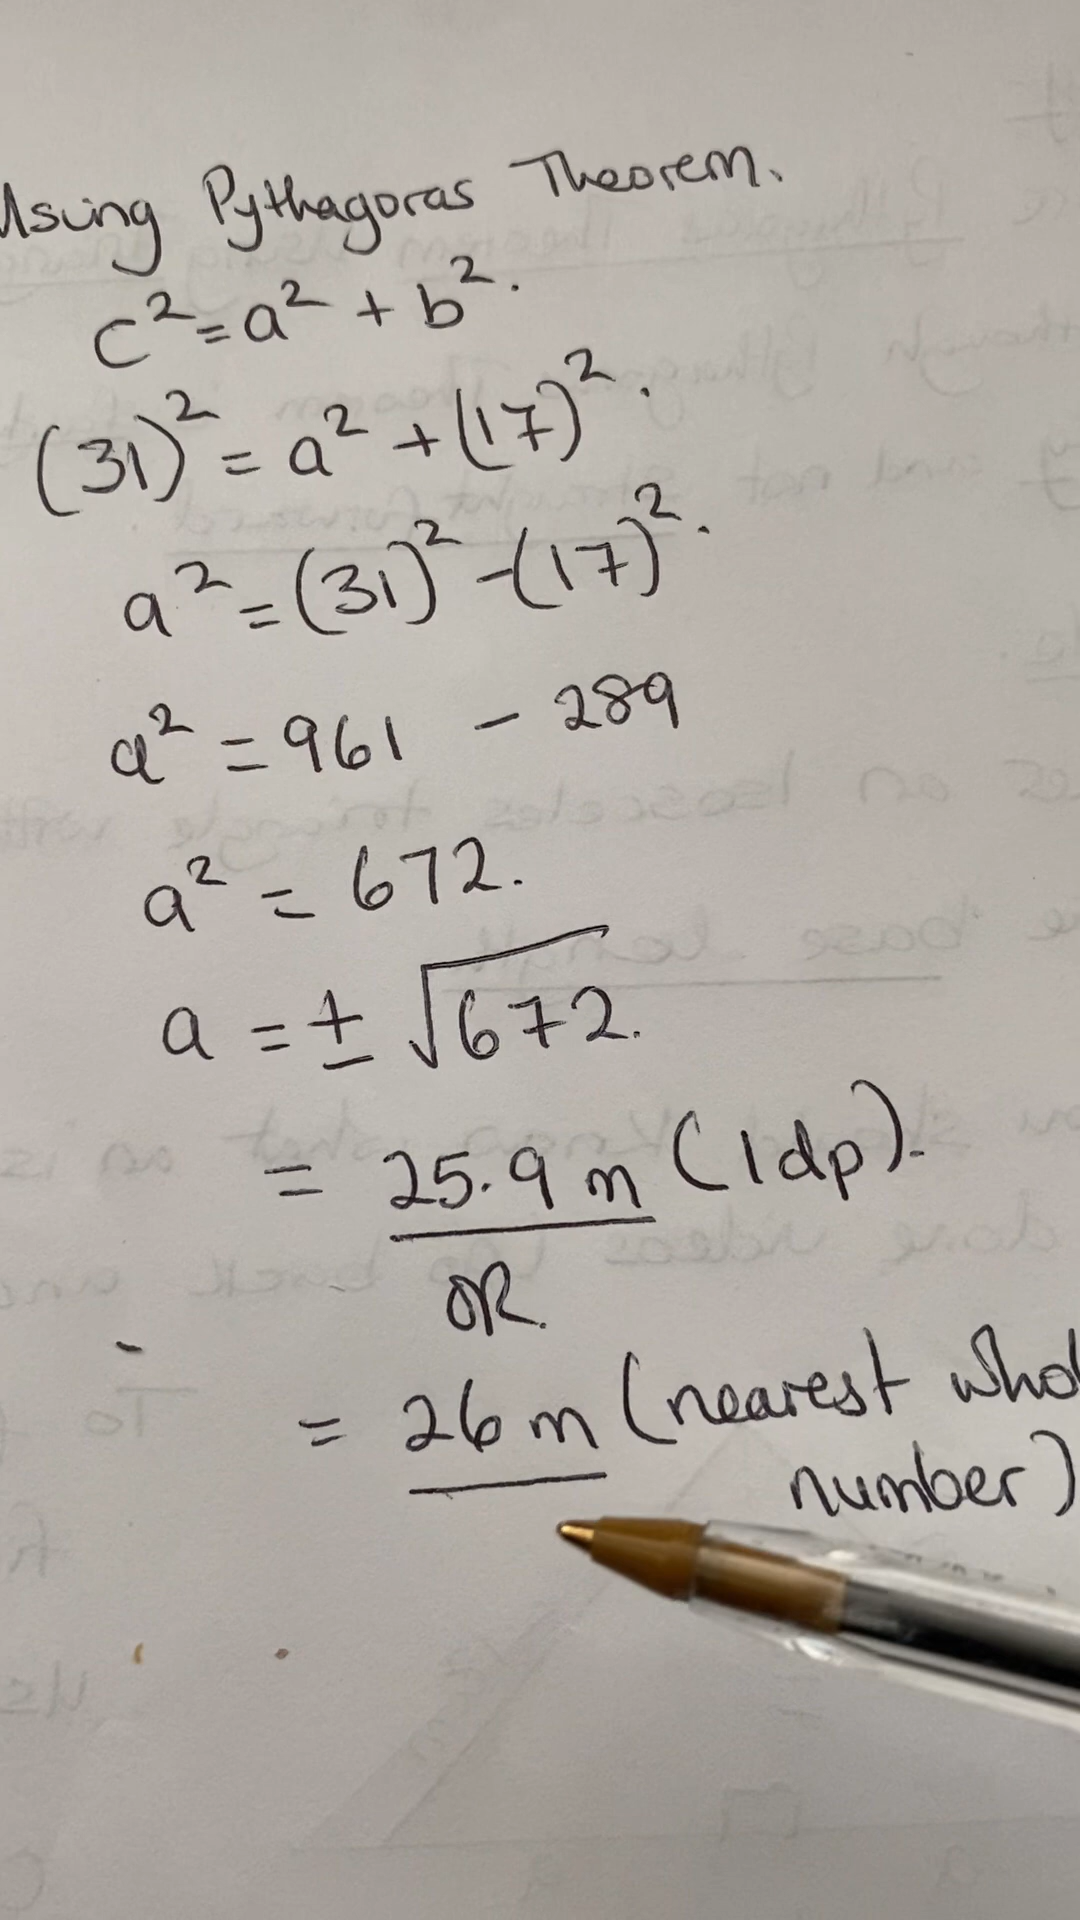 Using Pythagoras Theorem.
c² = a² + b².
(31)² = a² + (17)².
a² = (31)² - (17)².
a² = 961 - 289
a² = 672.
a = ± √672.
= 25.9 m (1dp).
OR.
= 26 m (nearest whol
number)